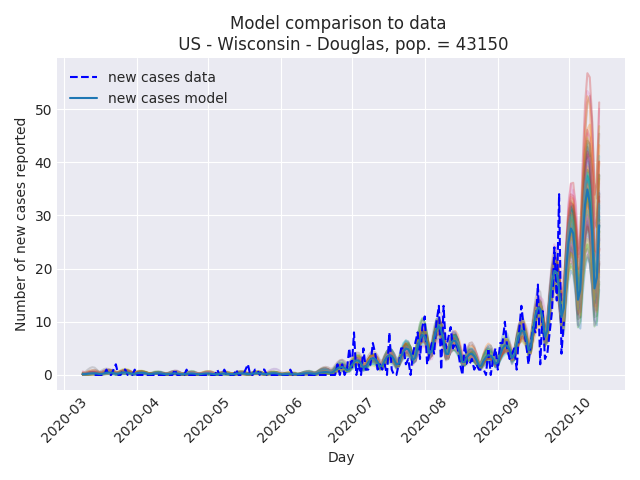 Model comparison to data
US - Wisconsin - Douglas, pop. = 43150
new cases data
new cases model
Number of new cases reported
50
40
30
20
10
0
2020-03
2020-04
2020-05
2020-06
2020-07
2020-08
2020-09
2020-10
Day